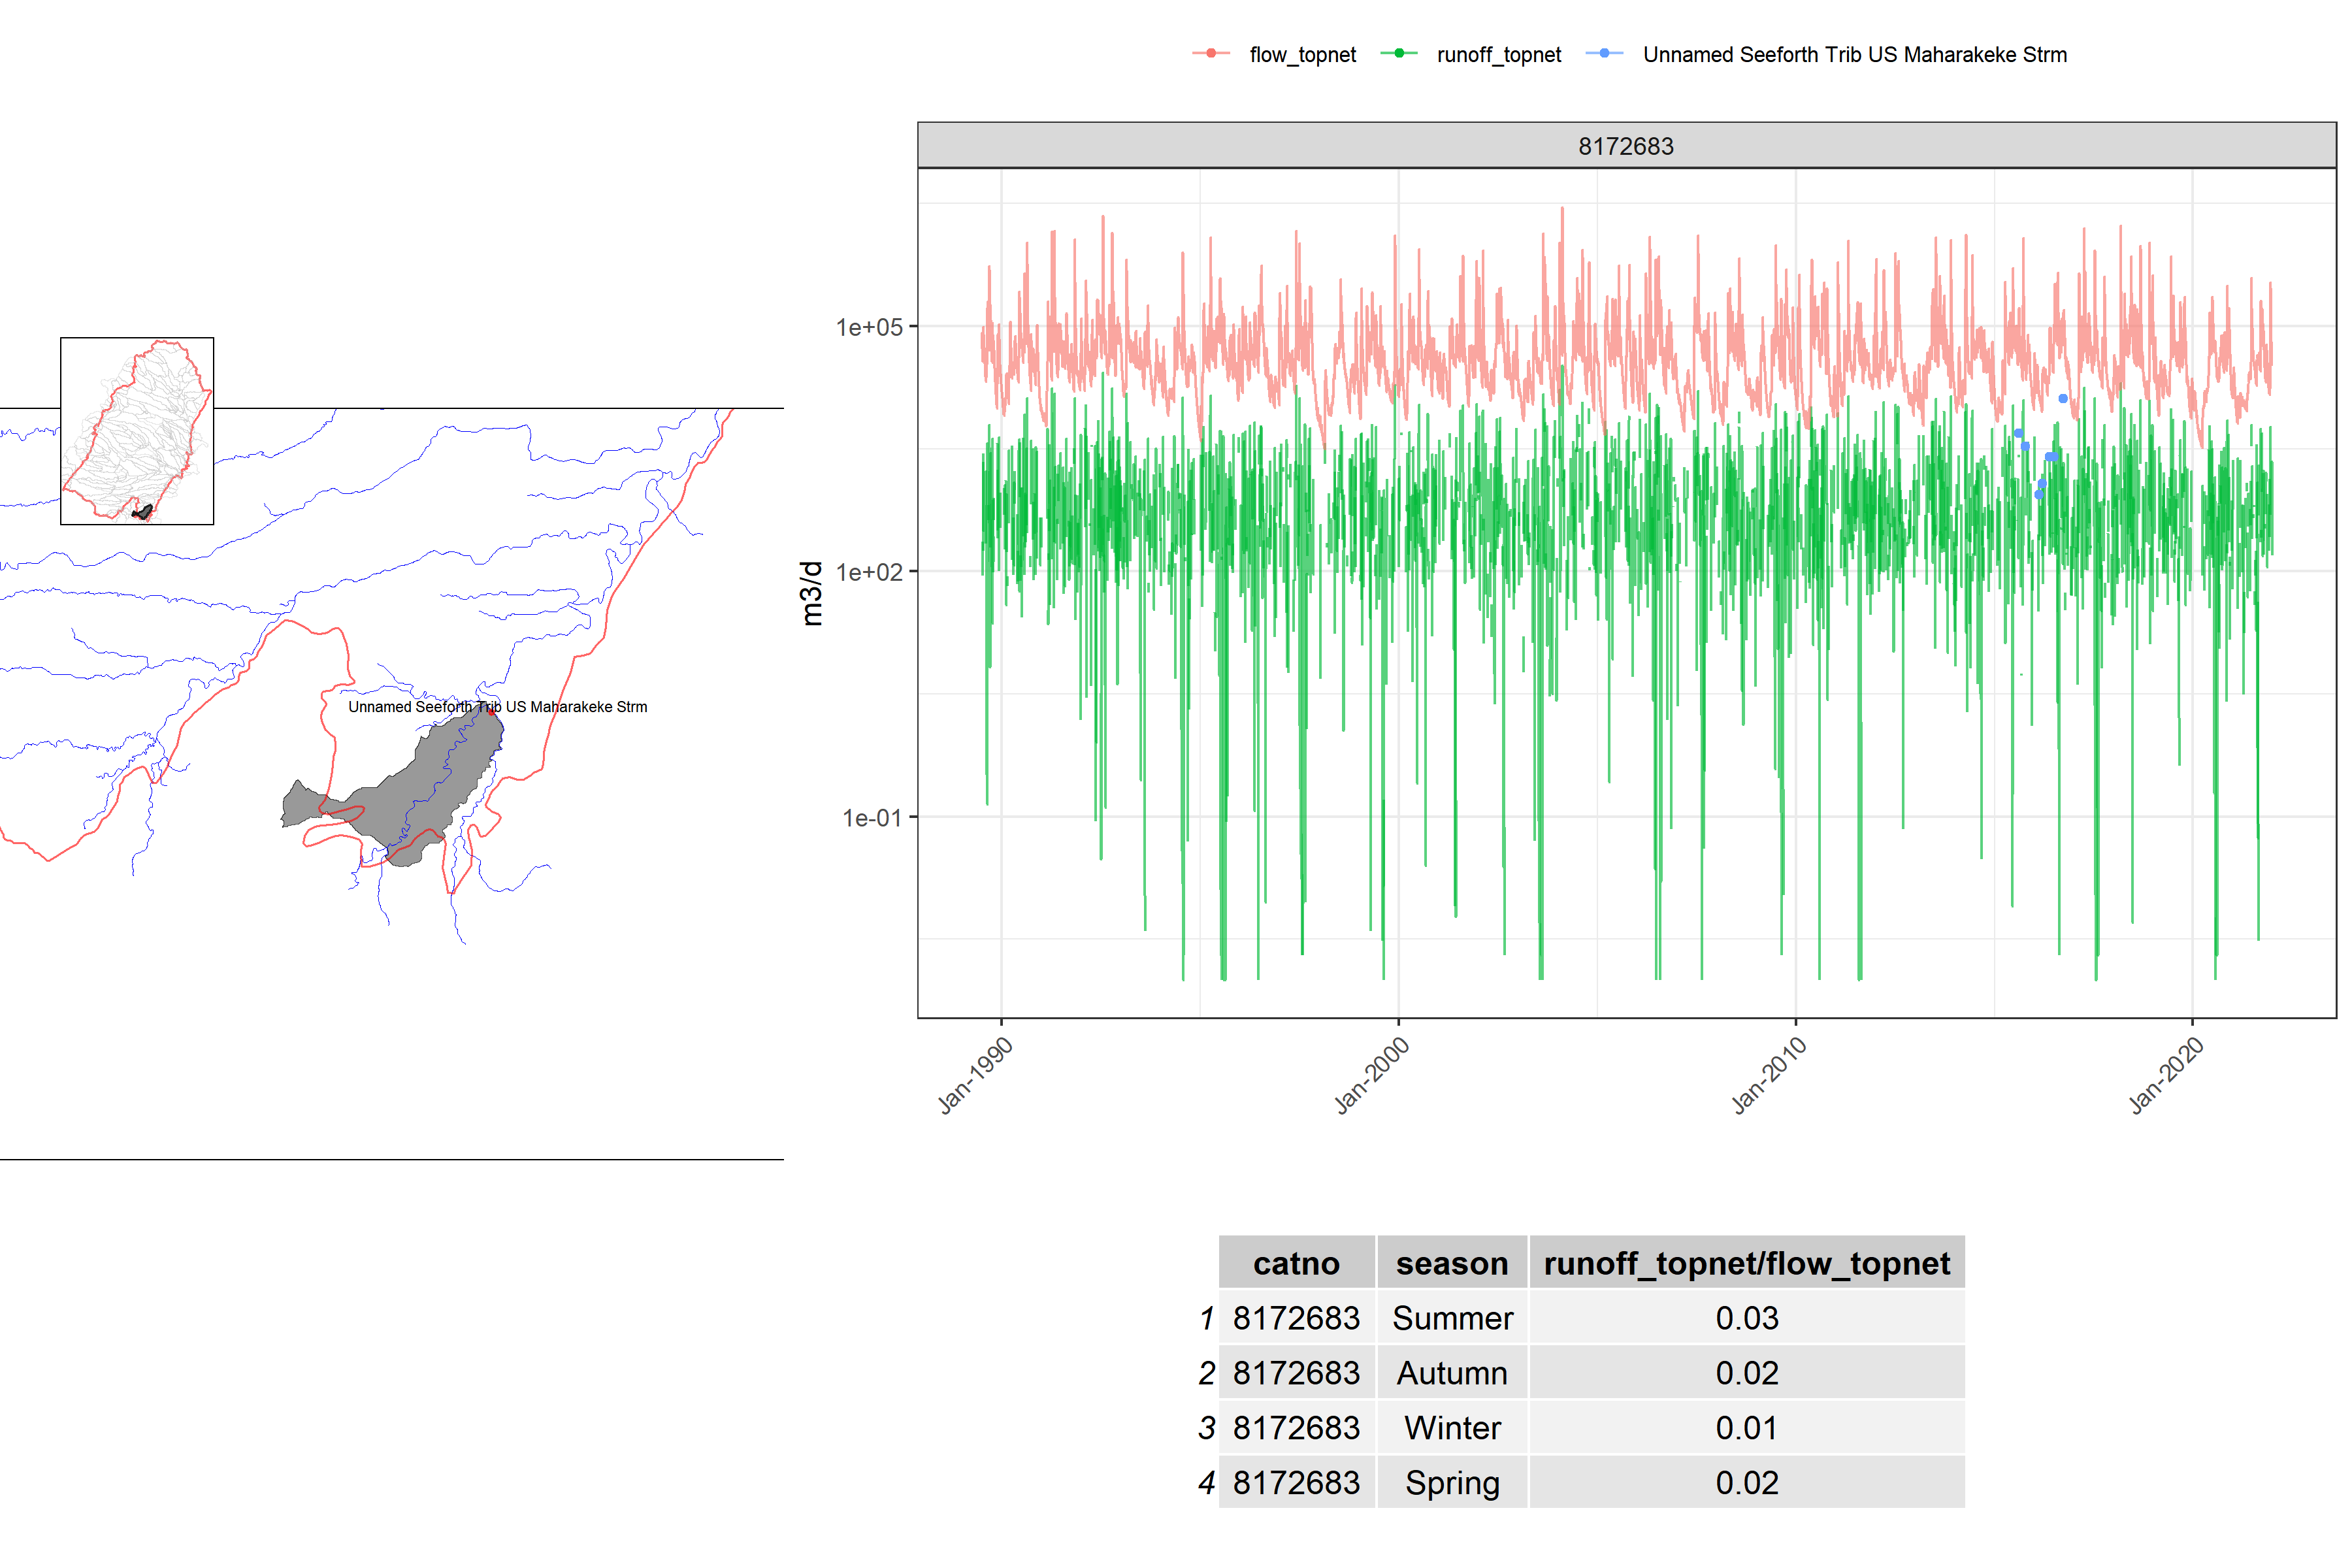 flow_topnet runoff_topnet Unnamed Seeforth Trib US Maharakeke Strm
8172683
1e+05
1e+02
1e-01
m3/d
Jan-1990 Jan-2000 Jan-2010 Jan-2020
Unnamed Seeforth Trib US Maharakeke Strm
catno season runoff_topnet/flow_topnet
1 8172683 Summer 0.03
2 8172683 Autumn 0.02
3 8172683 Winter 0.01
4 8172683 Spring 0.02